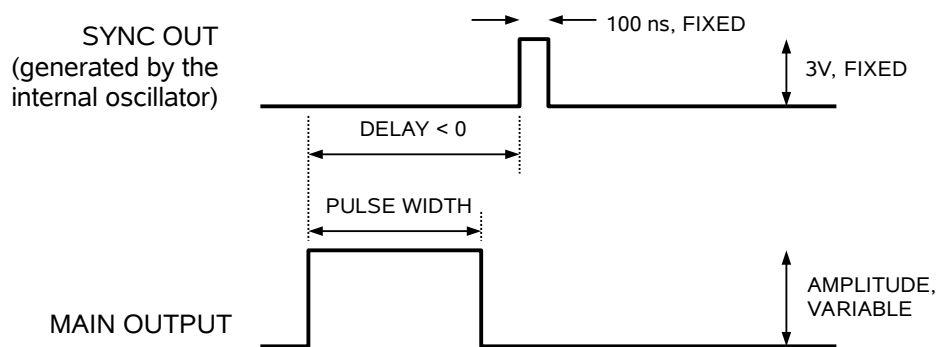 SYNC OUT
(generated by the
internal oscillator)
100 ns, FIXED
3V, FIXED
DELAY < 0
PULSE WIDTH
AMPLITUDE,
VARIABLE
MAIN OUTPUT